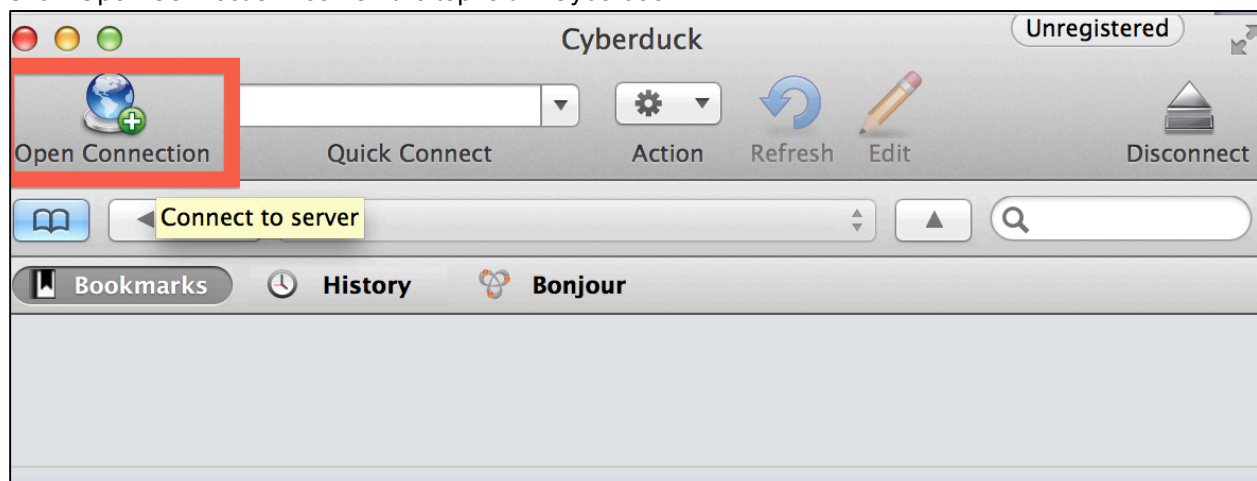 Cyberduck
Unregistered
Open Connection
Quick Connect
Action
Refresh
Edit
Disconnect
Connect to server
Bookmarks
History
Bonjour